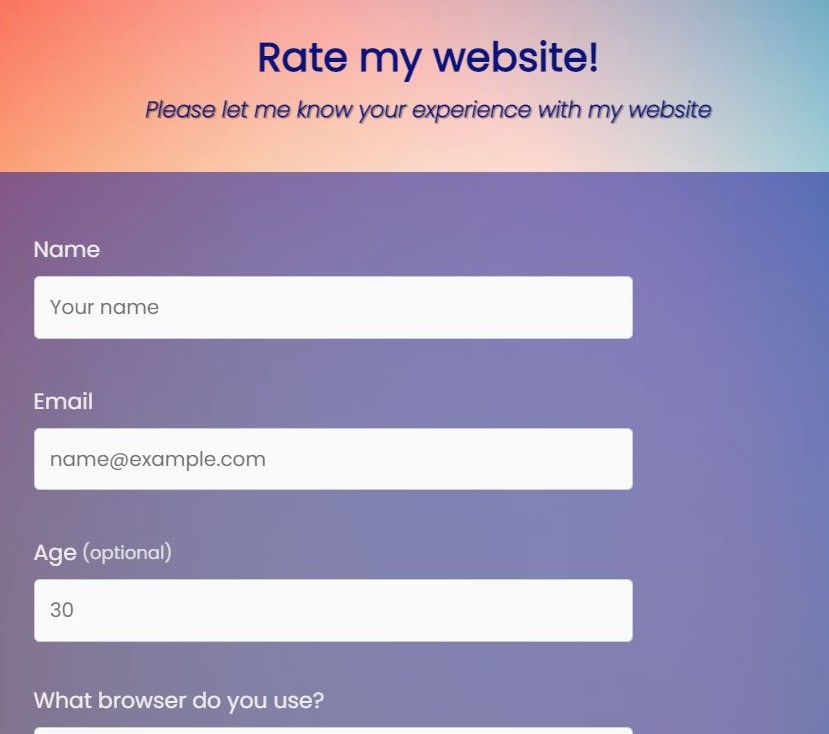 Rate my website!
Please let me know your experience with my website
Name
Your name
Email
name@example.com
Age (optional)
30
What browser do you use?